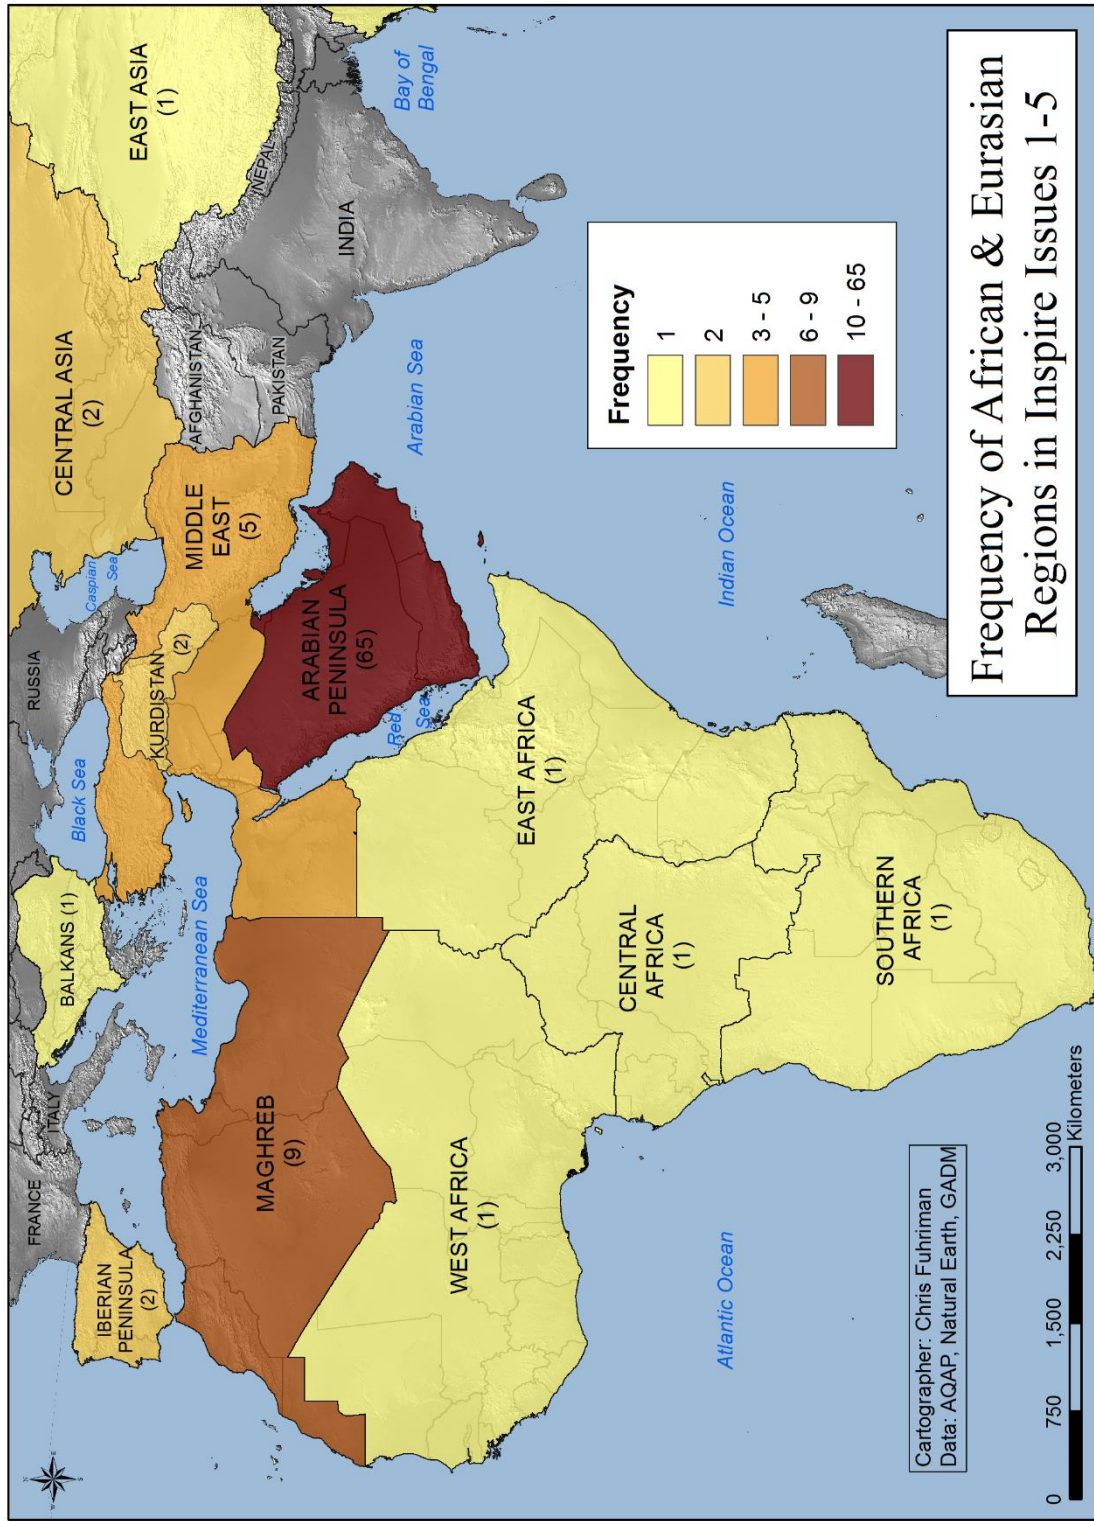 FRANCE
ITALY
BALKANS (1)
Black Sea
RUSSIA
Caspian
Sea
CENTRAL ASIA
(2)
EAST ASIA
(1)
IBERIAN
PENINSULA
(2)
Mediterranean Sea
KURDISTAN
(2)
MIDDLE
EAST
(5)
AFGHANISTAN
PAKISTAN
NEPAL
INDIA
Bay of
Bengal
MAGHREB
(9)
ARABIAN
PENINSULA
(65)
Red
Sea
Arabian Sea
WEST AFRICA
(1)
EAST AFRICA
(1)
CENTRAL
AFRICA
(1)
SOUTHERN
AFRICA
(1)
Atlantic Ocean
Indian Ocean
Frequency
1
2
3 - 5
6 - 9
10 - 65
Cartographer: Chris Fuhriman
Data: AQAP, Natural Earth, GADM
0 750 1,500 2,250 3,000
Kilometers
Frequency of African & Eurasian
Regions in Inspire Issues 1-5